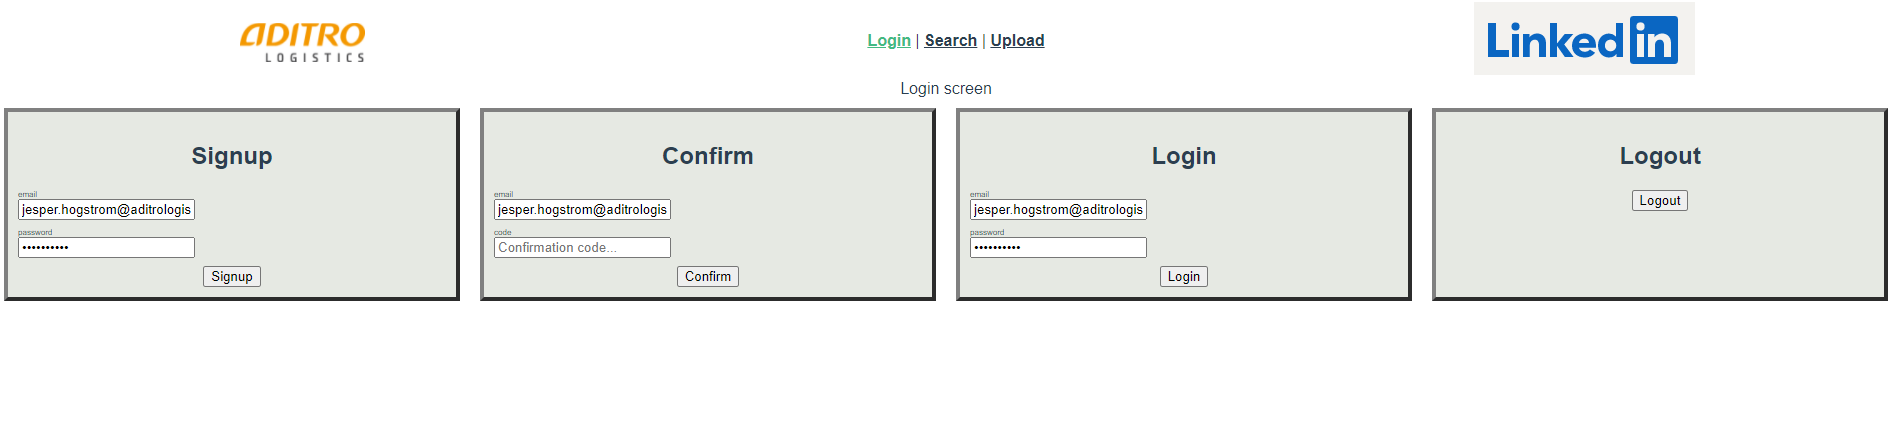 ADITRO
LOGISTICS
Login | Search | Upload
Linkedin
Login screen
Signup
email
jesper.hogstrom@aditrologis
password
••••••••••
Signup
Confirm
email
jesper.hogstrom@aditrologis
code
Confirmation code...
Confirm
Login
email
jesper.hogstrom@aditrologis
password
••••••••••
Login
Logout
Logout